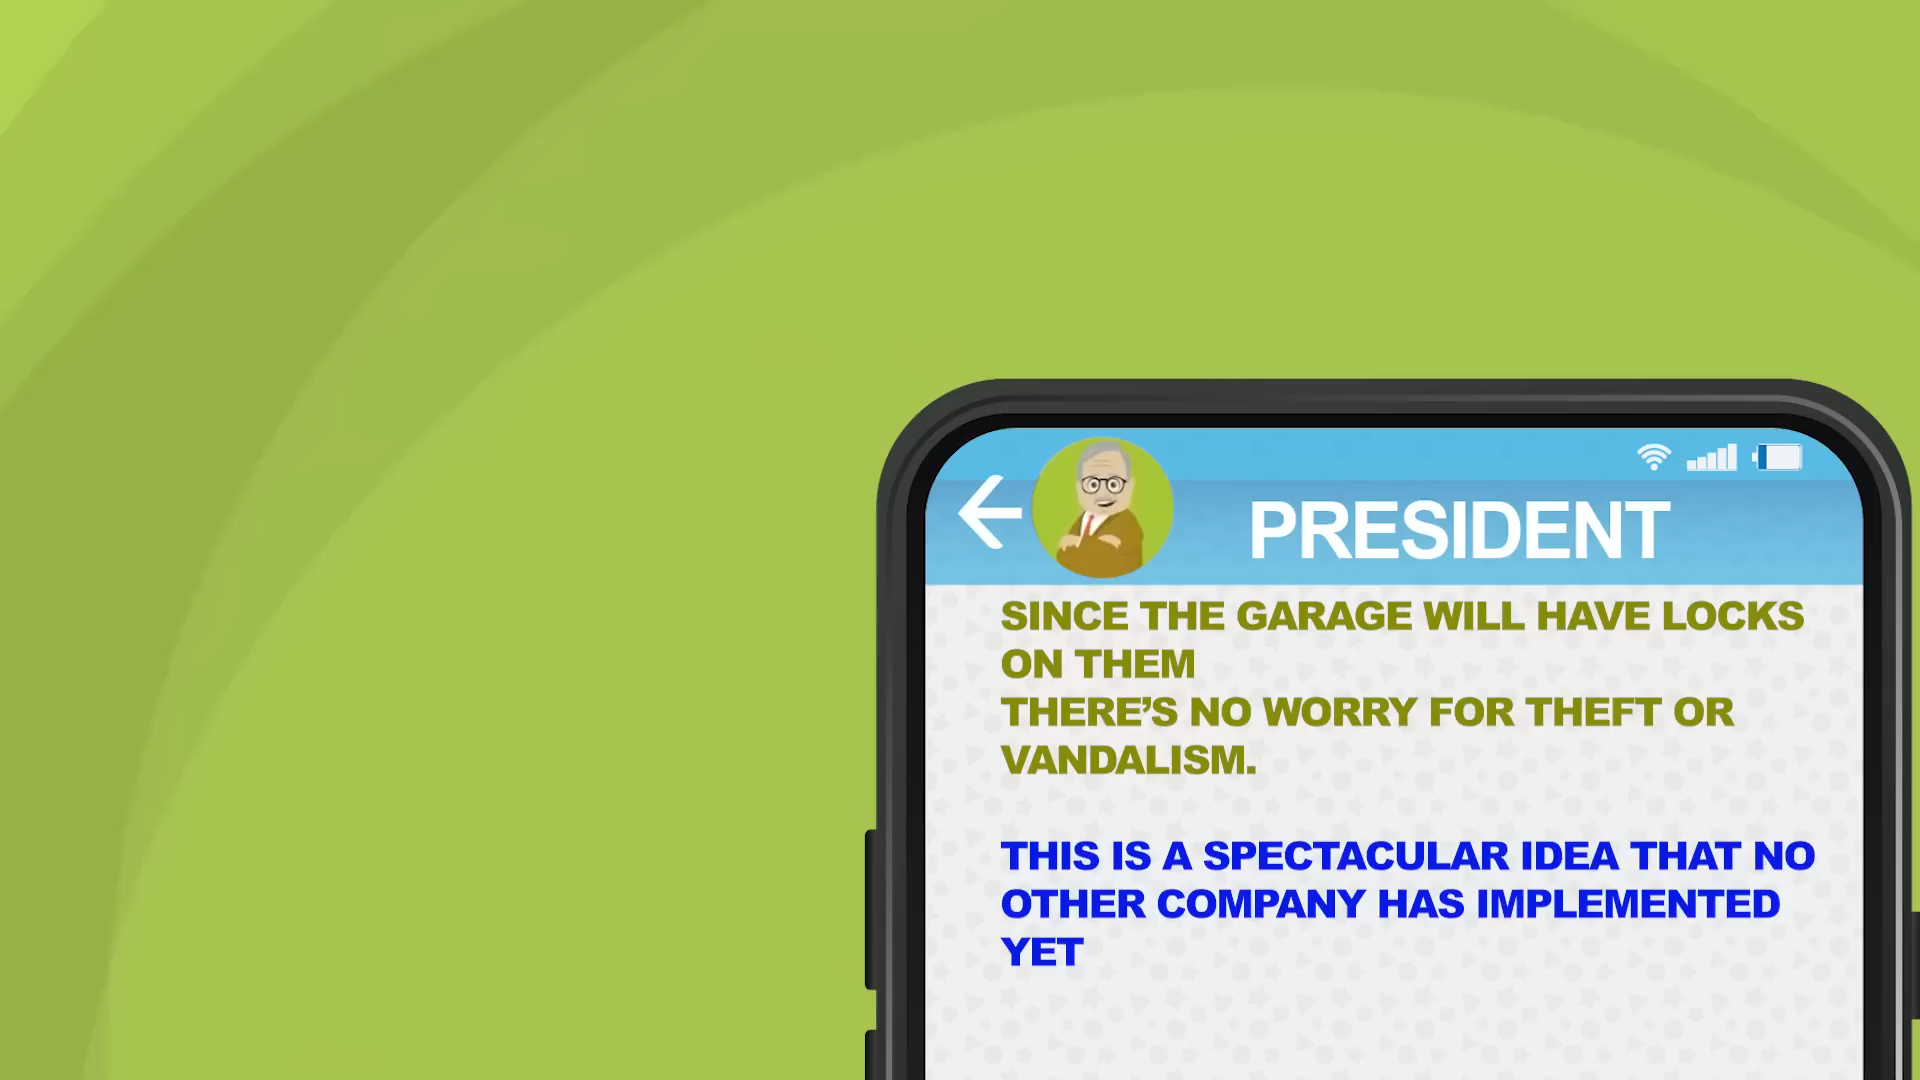 PRESIDENT
SINCE THE GARAGE WILL HAVE LOCKS
ON THEM
THERE’S NO WORRY FOR THEFT OR
VANDALISM.
THIS IS A SPECTACULAR IDEA THAT NO
OTHER COMPANY HAS IMPLEMENTED
YET